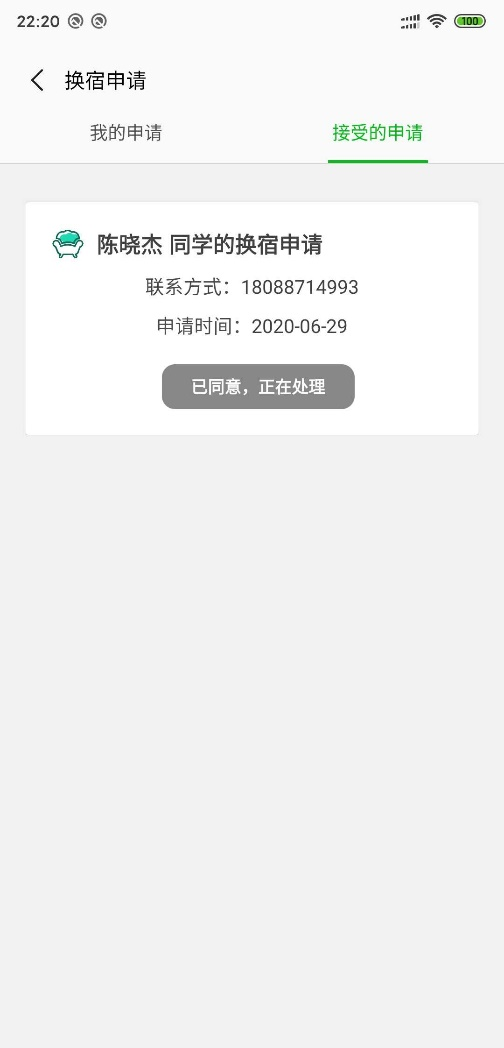 22:20
100
换宿申请
我的申请
接受的申请
陈晓杰 同学的换宿申请
联系方式：18088714993
申请时间：2020-06-29
已同意，正在处理